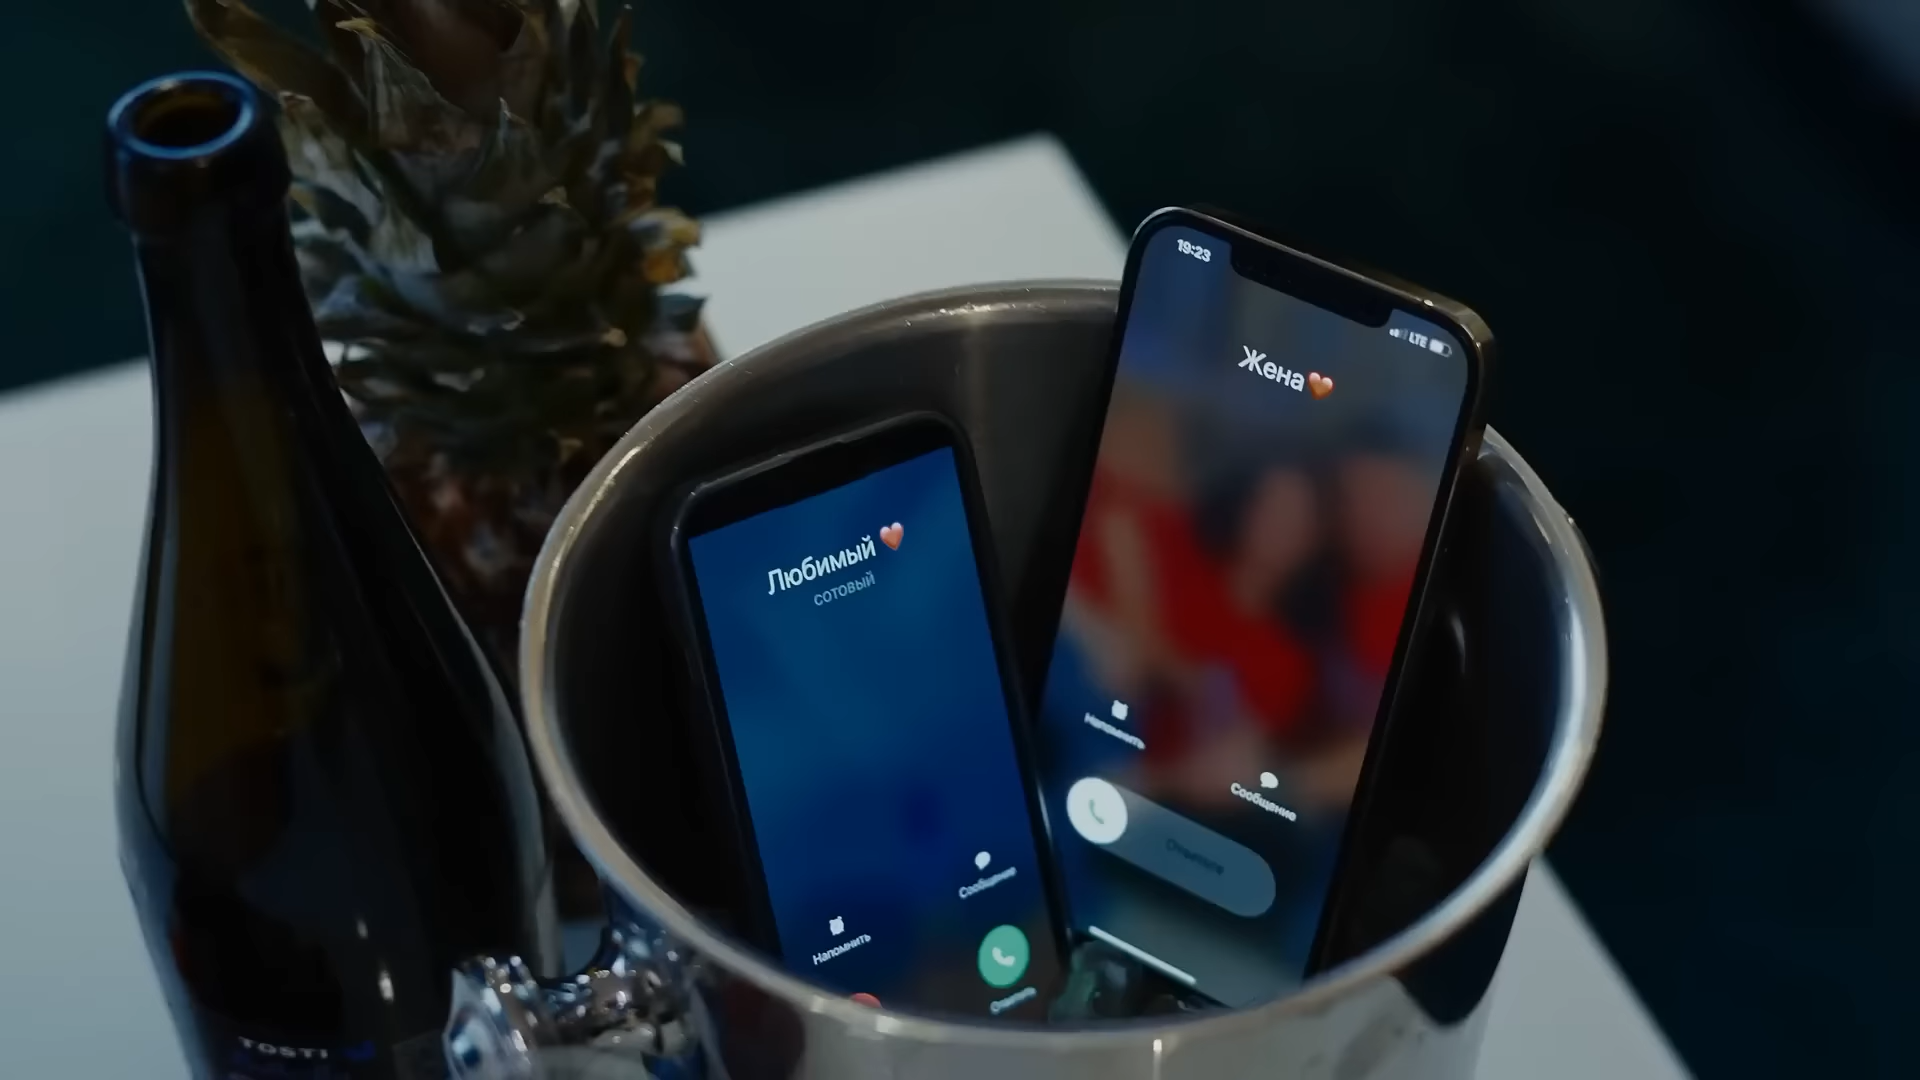 19:23
LTE
Жена❤️
Любимый ❤️
сотовый
Напомнить
Сообщение
Сообщение
Напомнить
Ответить
TOSTI